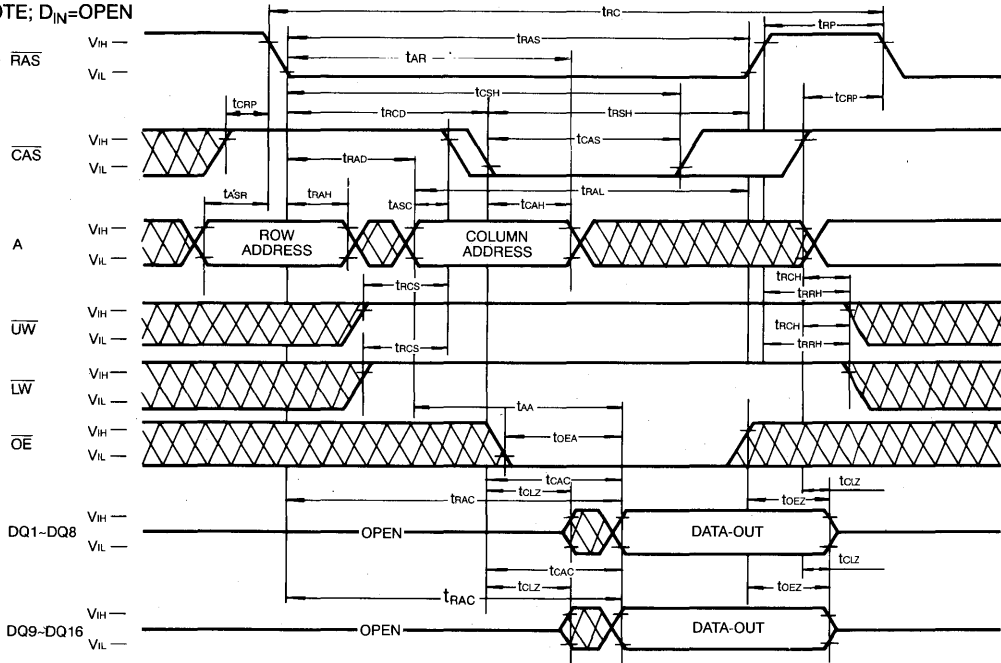 OTE; DIN=OPEN
tRC
tRP
VIH
RAS
tRAS
tAR
VIL
tCSH
tCRP
tRCD
tRSH
tCRP
VIH
CAS
tCAS
VIL
tRAD
tRAL
tASR
tRAH
tASC
tCAH
VIH
A
ROW ADDRESS
COLUMN ADDRESS
VIL
tRCS
tRCH
tRRH
VIH
UW
VIL
tRCH
tRCS
tRRH
VIH
LW
VIL
tAA
VIH
OE
tOEA
VIL
tCAC
tCLZ
tCLZ
tRAC
tOEZ
VIH
DQ1~DQ8
OPEN
DATA-OUT
VIL
tCAC
tCLZ
tCLZ
tOEZ
tRAC
VIH
DQ9~DQ16
OPEN
DATA-OUT
VIL